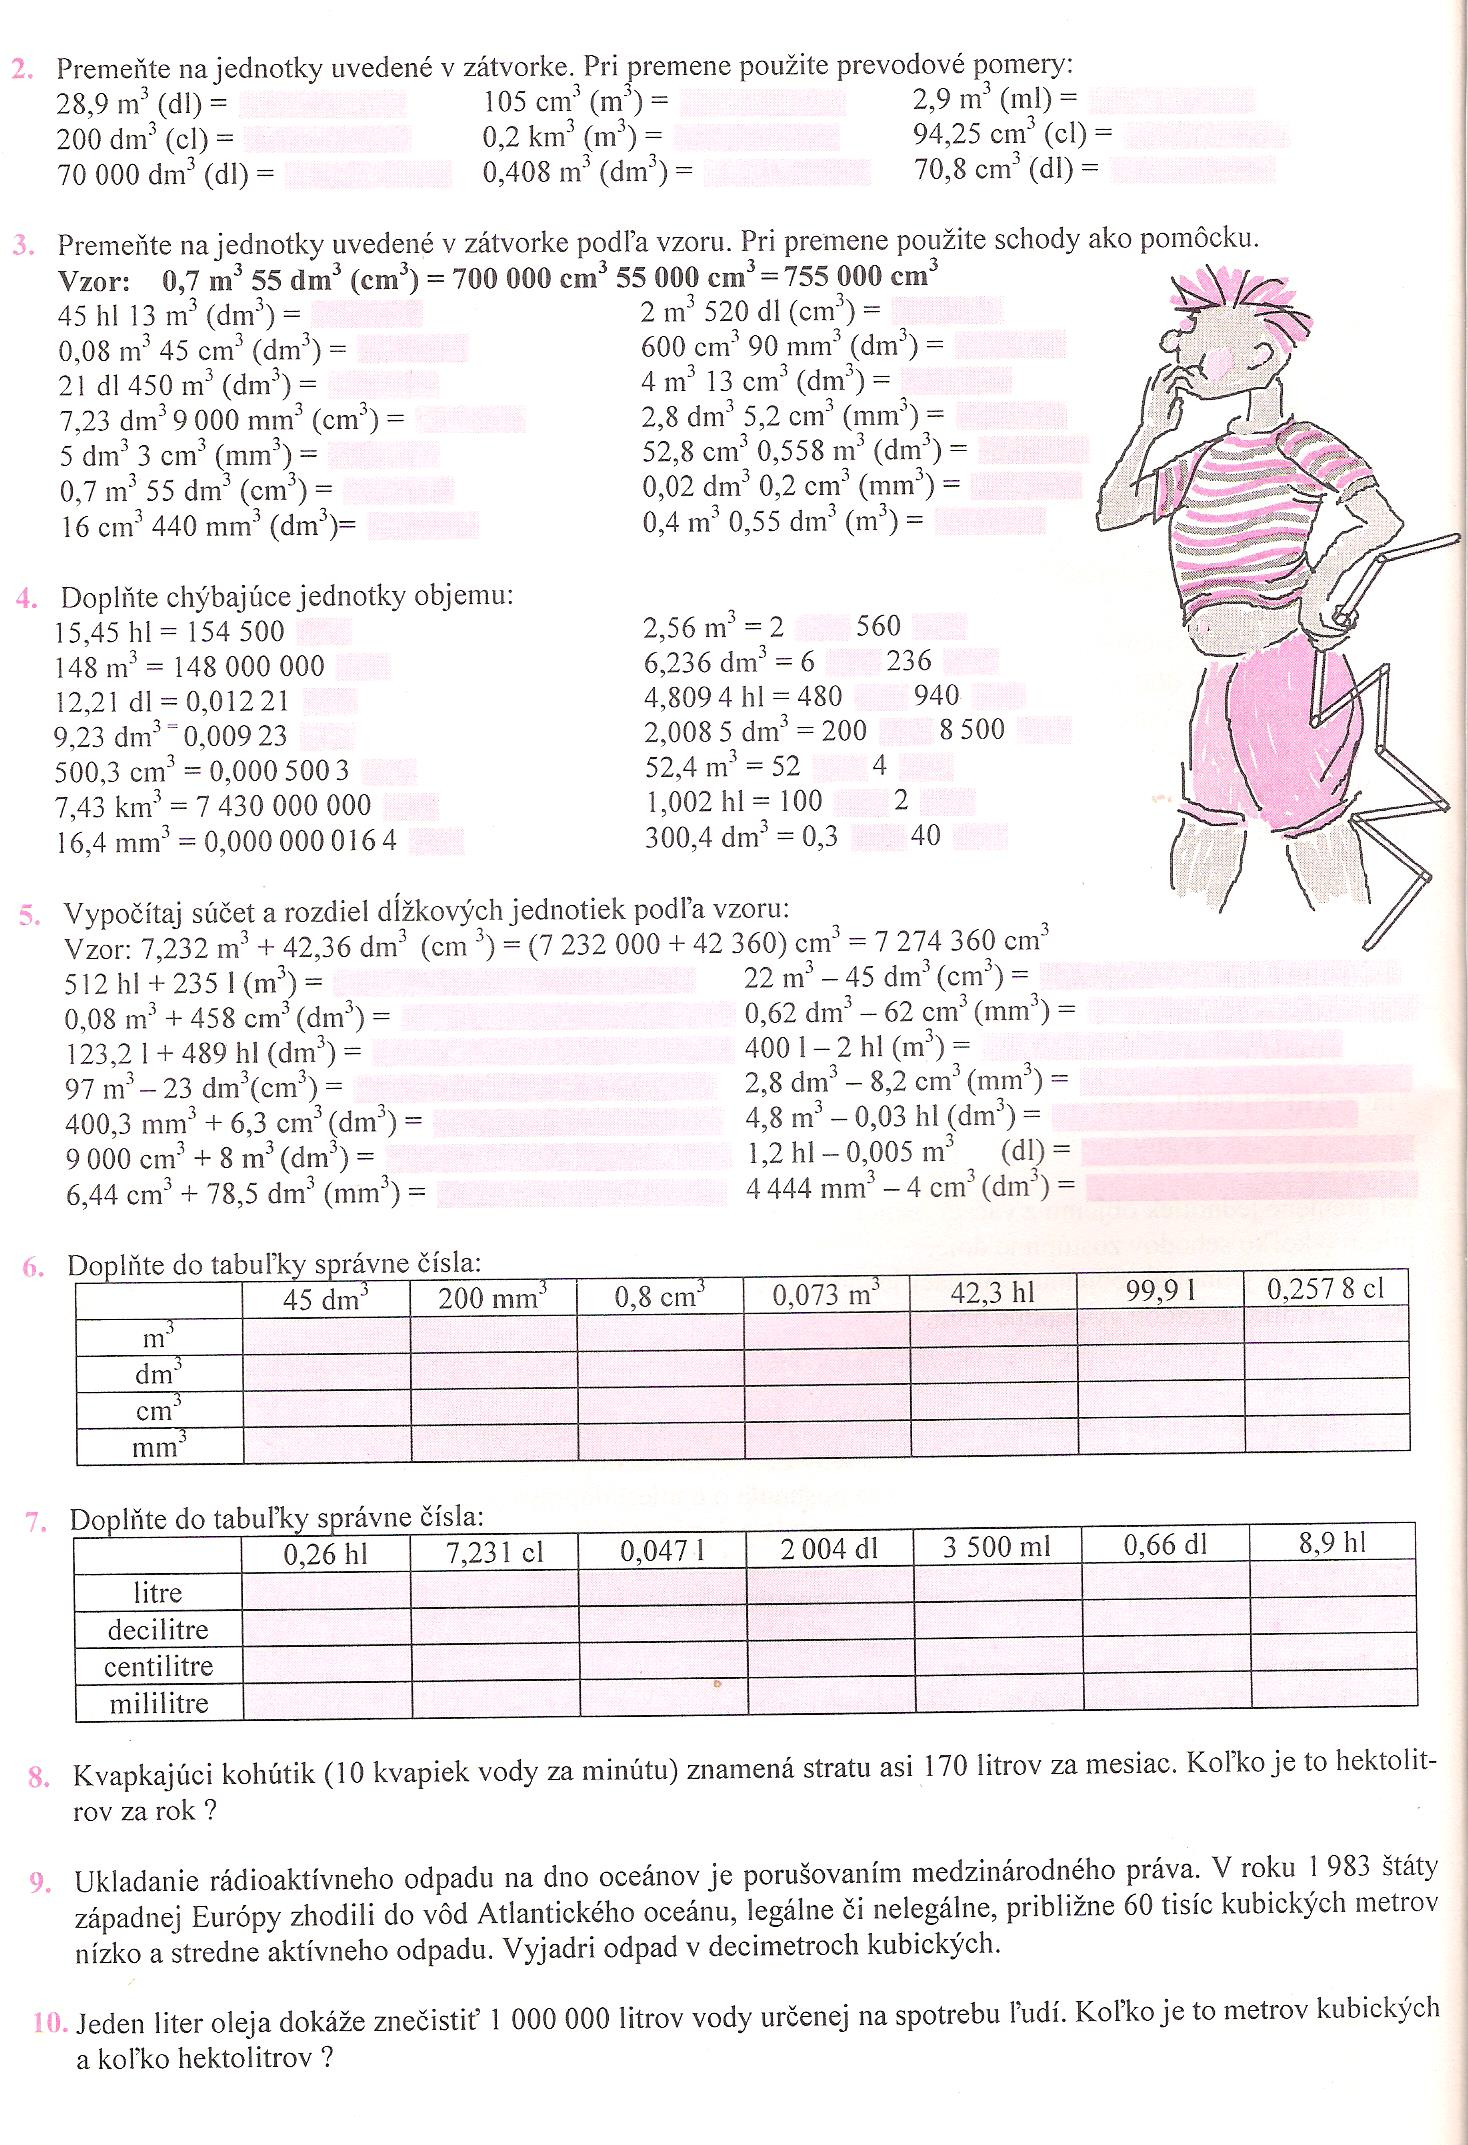 2. Premeňte na jednotky uvedené v zátvorke. Pri premene použite prevodové pomery:
28,9 m³ (dl) = 105 cm³ (m³) = 2,9 m³ (ml) =
200 dm³ (cl) = 0,2 km³ (m³) = 94,25 cm³ (cl) =
70 000 dm³ (dl) = 0,408 m³ (dm³) = 70,8 cm³ (dl) =
3. Premeňte na jednotky uvedené v zátvorke podľa vzoru. Pri premene použite schody ako pomôcku.
Vzor: 0,7 m³ 55 dm³ (cm³) = 700 000 cm³ 55 000 cm³ = 755 000 cm³
45 hl 13 m³ (dm³) = 2 m³ 520 dl (cm³) =
0,08 m³ 45 cm³ (dm³) = 600 cm³ 90 mm³ (dm³) =
21 dl 450 m³ (dm³) = 4 m³ 13 cm³ (dm³) =
7,23 dm³ 9 000 mm³ (cm³) = 2,8 dm³ 5,2 cm³ (mm³) =
5 dm³ 3 cm³ (mm³) = 52,8 cm³ 0,558 m³ (dm³) =
0,7 m³ 55 dm³ (cm³) = 0,02 dm³ 0,2 cm³ (mm³) =
16 cm³ 440 mm³ (dm³)= 0,4 m³ 0,55 dm³ (m³) =
4. Doplňte chýbajúce jednotky objemu:
15,45 hl = 154 500 2,56 m³ = 2 560
148 m³ = 148 000 000 6,236 dm³ = 6 236
12,21 dl = 0,012 21 4,809 4 hl = 480 940
9,23 dm³ = 0,009 23 2,008 5 dm³ = 200 8 500
500,3 cm³ = 0,000 500 3 52,4 m³ = 52 4
7,43 km³ = 7 430 000 000 1,002 hl = 100 2
16,4 mm³ = 0,000 000 016 4 300,4 dm³ = 0,3 40
5. Vypočítaj súčet a rozdiel dĺžkových jednotiek podľa vzoru:
Vzor: 7,232 m³ + 42,36 dm³ (cm ³) = (7 232 000 + 42 360) cm³ = 7 274 360 cm³
512 hl + 235 l (m³) = 22 m³ – 45 dm³ (cm³) =
0,08 m³ + 458 cm³ (dm³) = 0,62 dm³ – 62 cm³ (mm³) =
123,2 l + 489 hl (dm³) = 400 l – 2 hl (m³) =
97 m³ – 23 dm³(cm³) = 2,8 dm³ – 8,2 cm³ (mm³) =
400,3 mm³ + 6,3 cm³ (dm³) = 4,8 m³ – 0,03 hl (dm³) =
9 000 cm³ + 8 m³ (dm³) = 1,2 hl – 0,005 m³ (dl) =
6,44 cm³ + 78,5 dm³ (mm³) = 4 444 mm³ – 4 cm³ (dm³) =
6. Doplňte do tabuľky správne čísla:
45 dm³ 200 mm³ 0,8 cm³ 0,073 m³ 42,3 hl 99,9 l 0,257 8 cl
m³
dm³
cm³
mm³
7. Doplňte do tabuľky správne čísla:
0,26 hl 7,231 cl 0,047 l 2 004 dl 3 500 ml 0,66 dl 8,9 hl
litre
decilitre
centilitre
mililitre
8. Kvapkajúci kohútik (10 kvapiek vody za minútu) znamená stratu asi 170 litrov za mesiac. Koľko je to hektolit-
rov za rok ?
9. Ukladanie rádioaktívneho odpadu na dno oceánov je porušovaním medzinárodného práva. V roku 1 983 štáty
západnej Európy zhodili do vôd Atlantického oceánu, legálne či nelegálne, približne 60 tisíc kubických metrov
nízko a stredne aktívneho odpadu. Vyjadri odpad v decimetroch kubických.
10. Jeden liter oleja dokáže znečistiť 1 000 000 litrov vody určenej na spotrebu ľudí. Koľko je to metrov kubických
a koľko hektolitrov ?